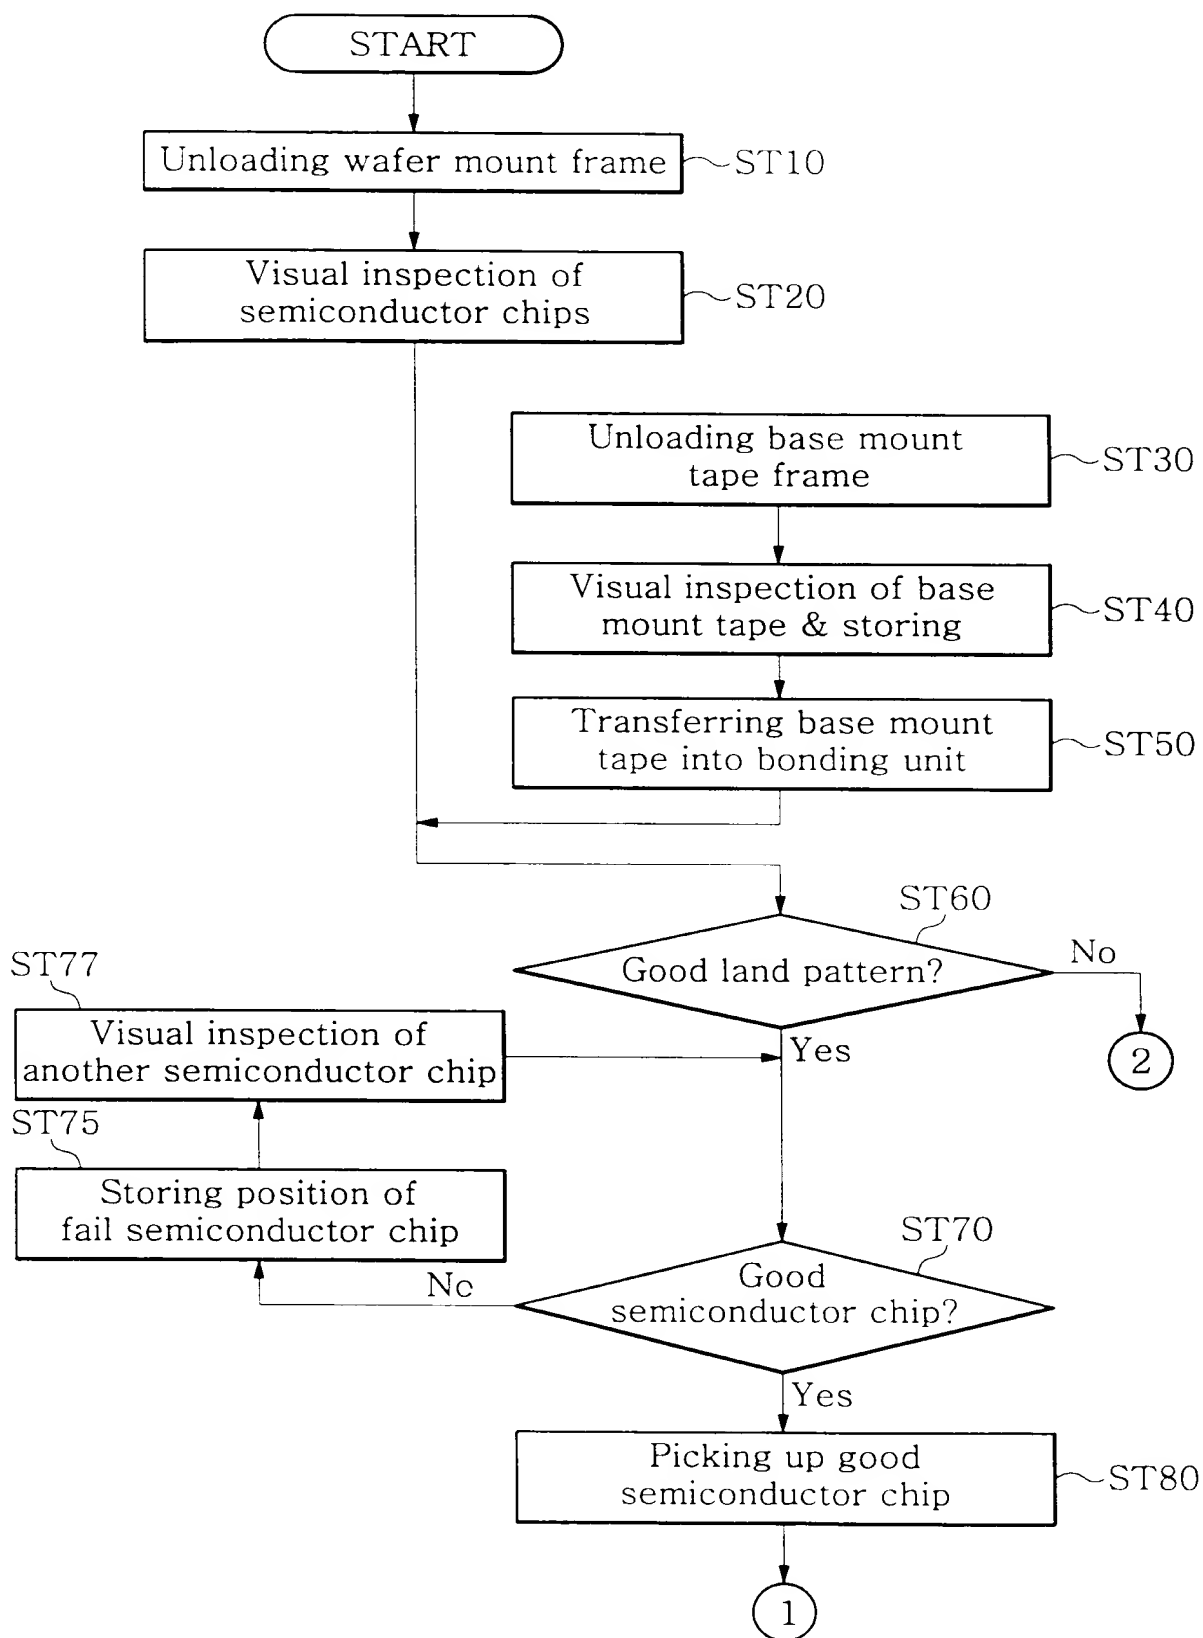 START
Unloading wafer mount frame
ST10
Visual inspection of
semiconductor chips
ST20
Unloading base mount
tape frame
ST30
Visual inspection of base
mount tape & storing
ST40
Transferring base mount
tape into bonding unit
ST50
ST60
Good land pattern?
No
2
Yes
ST77
Visual inspection of
another semiconductor chip
ST75
Storing position of
fail semiconductor chip
No
ST70
Good
semiconductor chip?
Yes
Picking up good
semiconductor chip
ST80
1